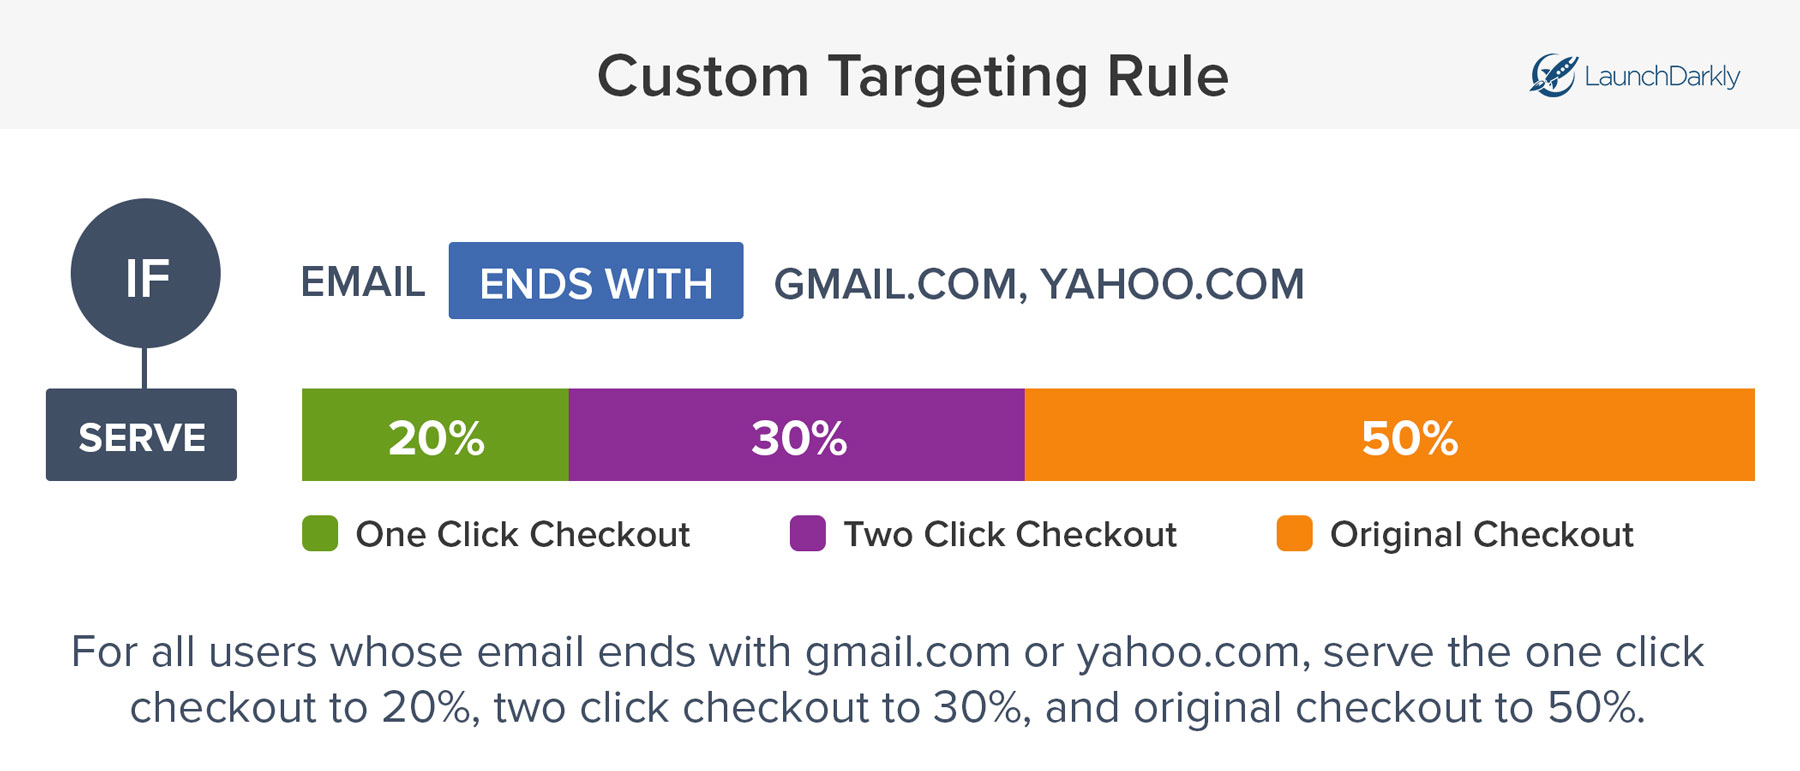 Custom Targeting Rule
LaunchDarkly
IF
EMAIL ENDS WITH GMAIL.COM, YAHOO.COM
SERVE
20% 30% 50%
One Click Checkout Two Click Checkout Original Checkout
For all users whose email ends with gmail.com or yahoo.com, serve the one click
checkout to 20%, two click checkout to 30%, and original checkout to 50%.